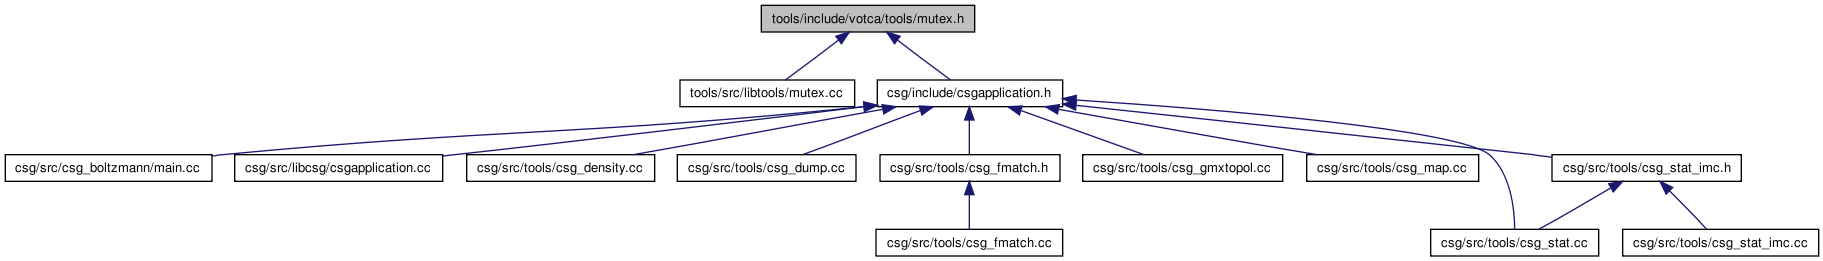 tools/include/votca/tools/mutex.h
tools/src/libtools/mutex.cc
csg/include/csgapplication.h
csg/src/csg_boltzmann/main.cc
csg/src/libcsg/csgapplication.cc
csg/src/tools/csg_density.cc
csg/src/tools/csg_dump.cc
csg/src/tools/csg_fmatch.h
csg/src/tools/csg_gmxtopol.cc
csg/src/tools/csg_map.cc
csg/src/tools/csg_stat_imc.h
csg/src/tools/csg_fmatch.cc
csg/src/tools/csg_stat.cc
csg/src/tools/csg_stat_imc.cc